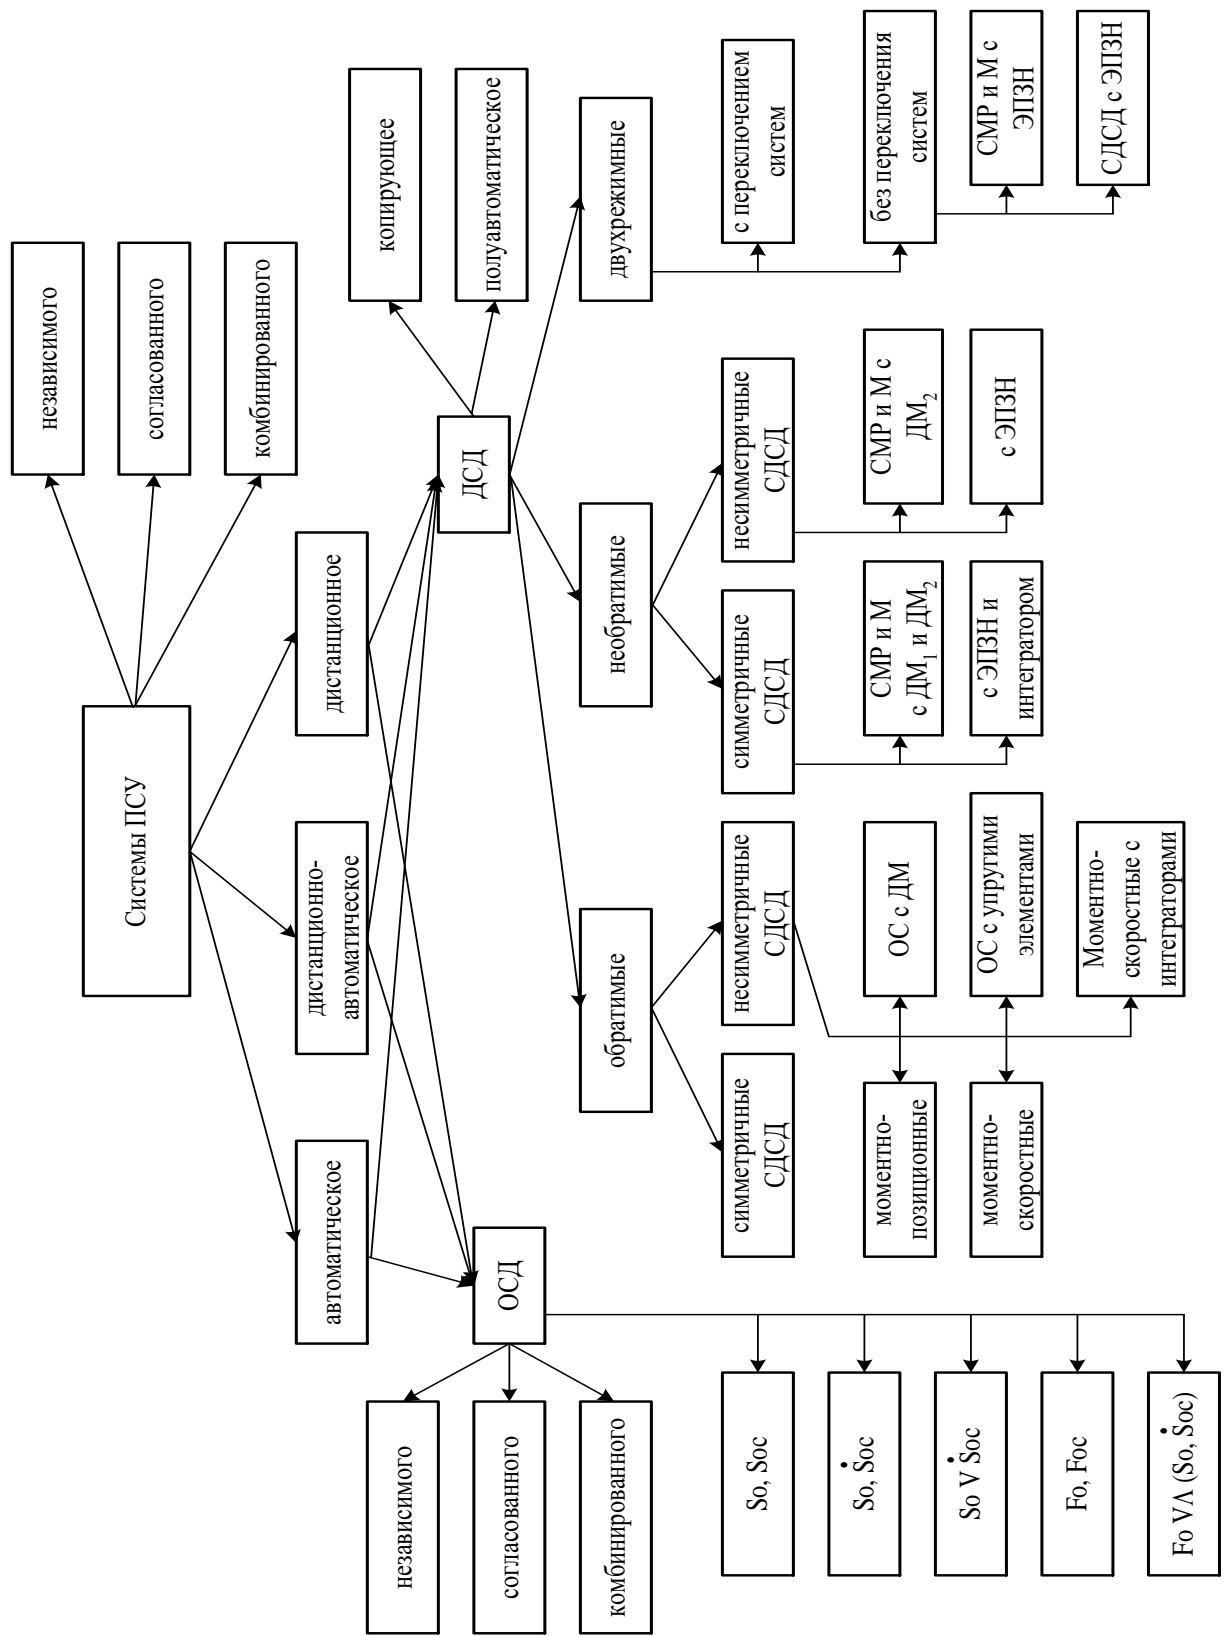 Системы ПСУ
независимого
согласованного
комбинированного
автоматическое
дистанционно-
автоматическое
дистанционное
ОСД
ДСД
независимого
согласованного
комбинированного
копирующее
полуавтоматическое
обратимые
необратимые
двухрежимные
So, Soc
So, Ṡoc
So V Ṡoc
Fo, Foc
Fo VΛ (So, Ṡoc)
симметричные
СДСД
несимметричные
СДСД
симметричные
СДСД
несимметричные
СДСД
с переключением
систем
моментно-
позиционные
ОС с ДМ
СМР и М
с ДМ₁ и ДМ₂
СМР и М с
ДМ₂
без переключения
систем
моментно-
скоростные
ОС с упругими
элементами
с ЭПЗН и
интегратором
с ЭПЗН
СМР и М с
ЭПЗН
Моментно-
скоростные с
интеграторами
СДСД с ЭПЗН